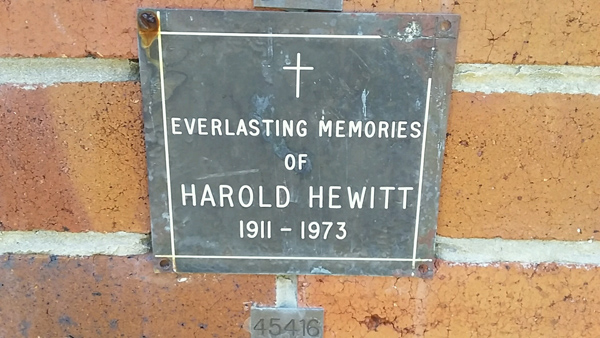 EVERLASTING MEMORIES
OF
HAROLD HEWITT
1911 - 1973
45416